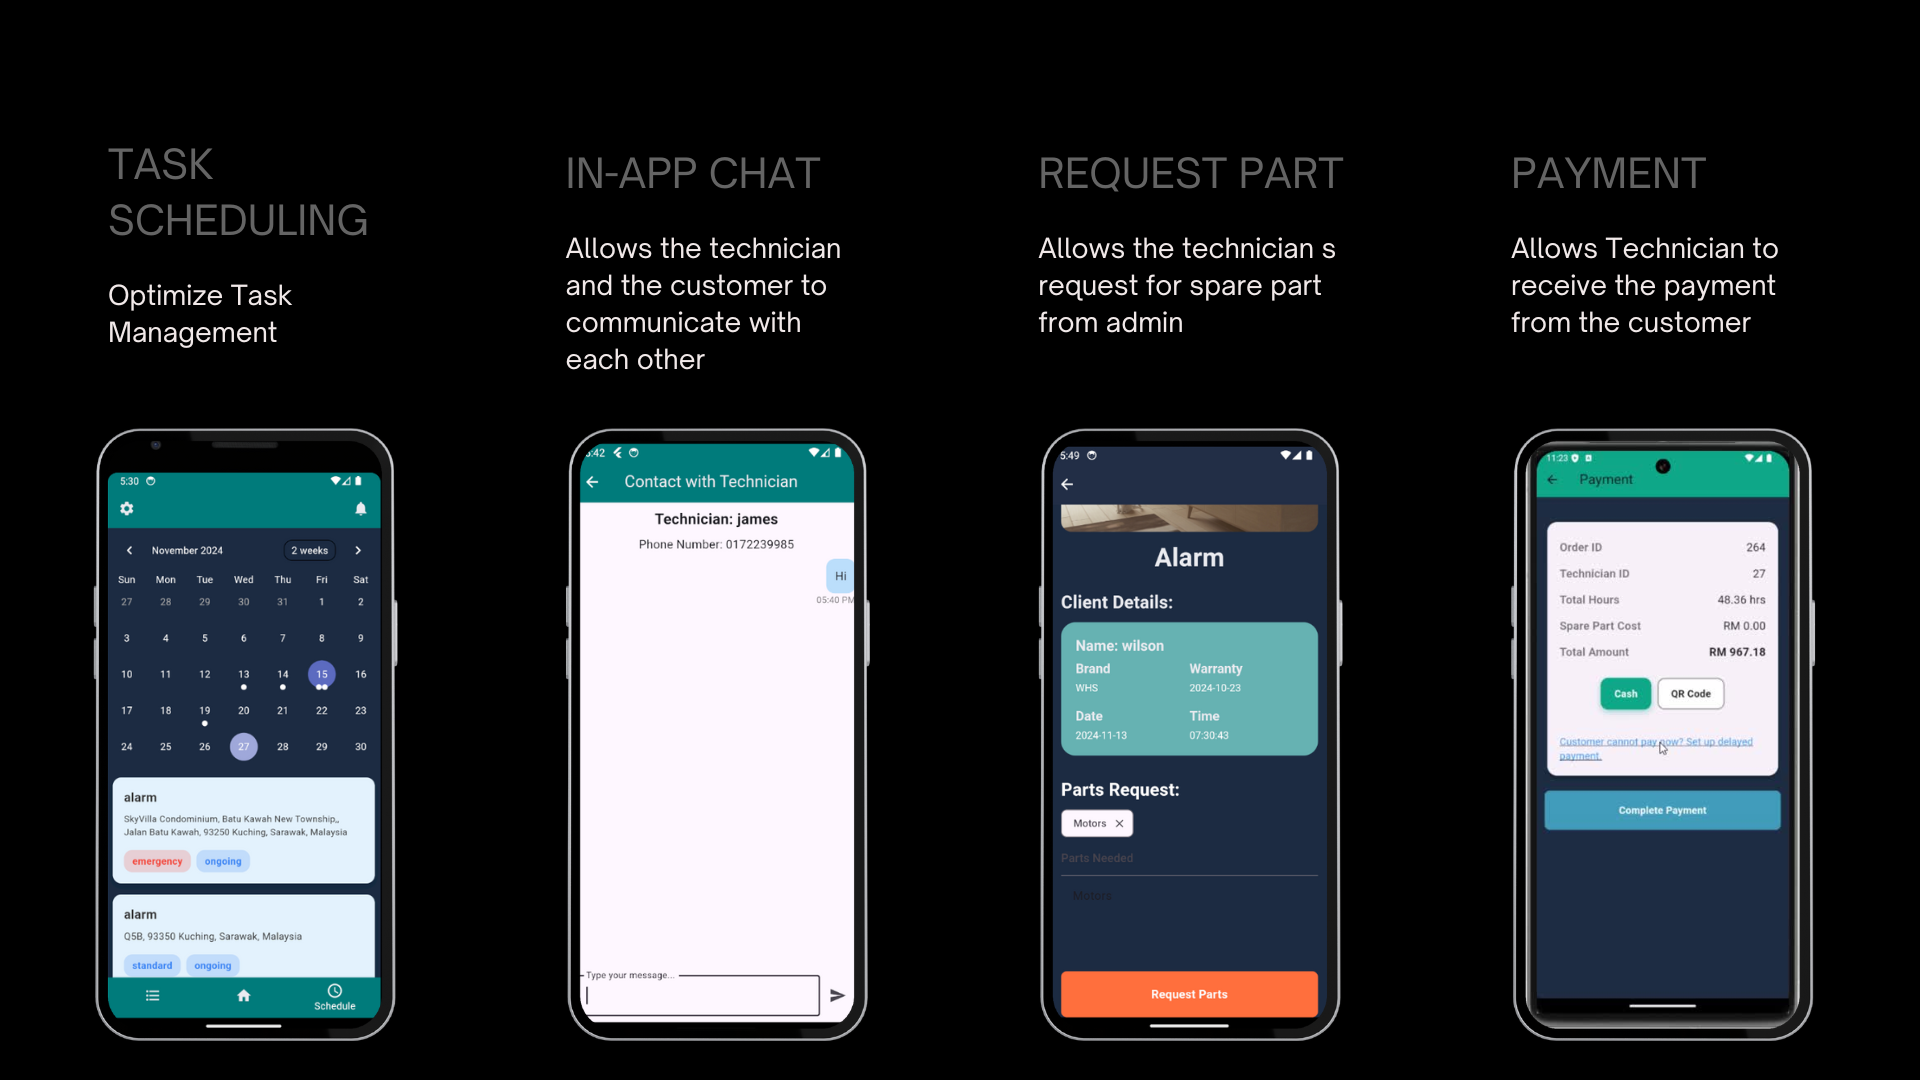 TASK
SCHEDULING
Optimize Task
Management
IN-APP CHAT
Allows the technician
and the customer to
communicate with
each other
REQUEST PART
Allows the technician s
request for spare part
from admin
PAYMENT
Allows Technician to
receive the payment
from the customer
5:30
November 2024
2 weeks
Sun Mon Tue Wed Thu Fri Sat
27 28 29 30 31 1 2
3 4 5 6 7 8 9
10 11 12 13 14 15 16
17 18 19 20 21 22 23
24 25 26 27 28 29 30
alarm
SkyVilla Condominium, Batu Kawah New Township,,
Jalan Batu Kawah, 93250 Kuching, Sarawak, Malaysia
emergency ongoing
alarm
Q5B, 93350 Kuching, Sarawak, Malaysia
standard ongoing
Schedule
5:42
Contact with Technician
Technician: james
Phone Number: 0172239985
Hi
05:40 PM
Type your message...
5:49
Alarm
Client Details:
Name: wilson
Brand Warranty
WHS 2024-10-23
Date Time
2024-11-13 07:30:43
Parts Request:
Motors
Parts Needed
Motors
Request Parts
11:23
Payment
Order ID 264
Technician ID 27
Total Hours 48.36 hrs
Spare Part Cost RM 0.00
Total Amount RM 967.18
Cash QR Code
Customer cannot pay now? Set up delayed
payment.
Complete Payment